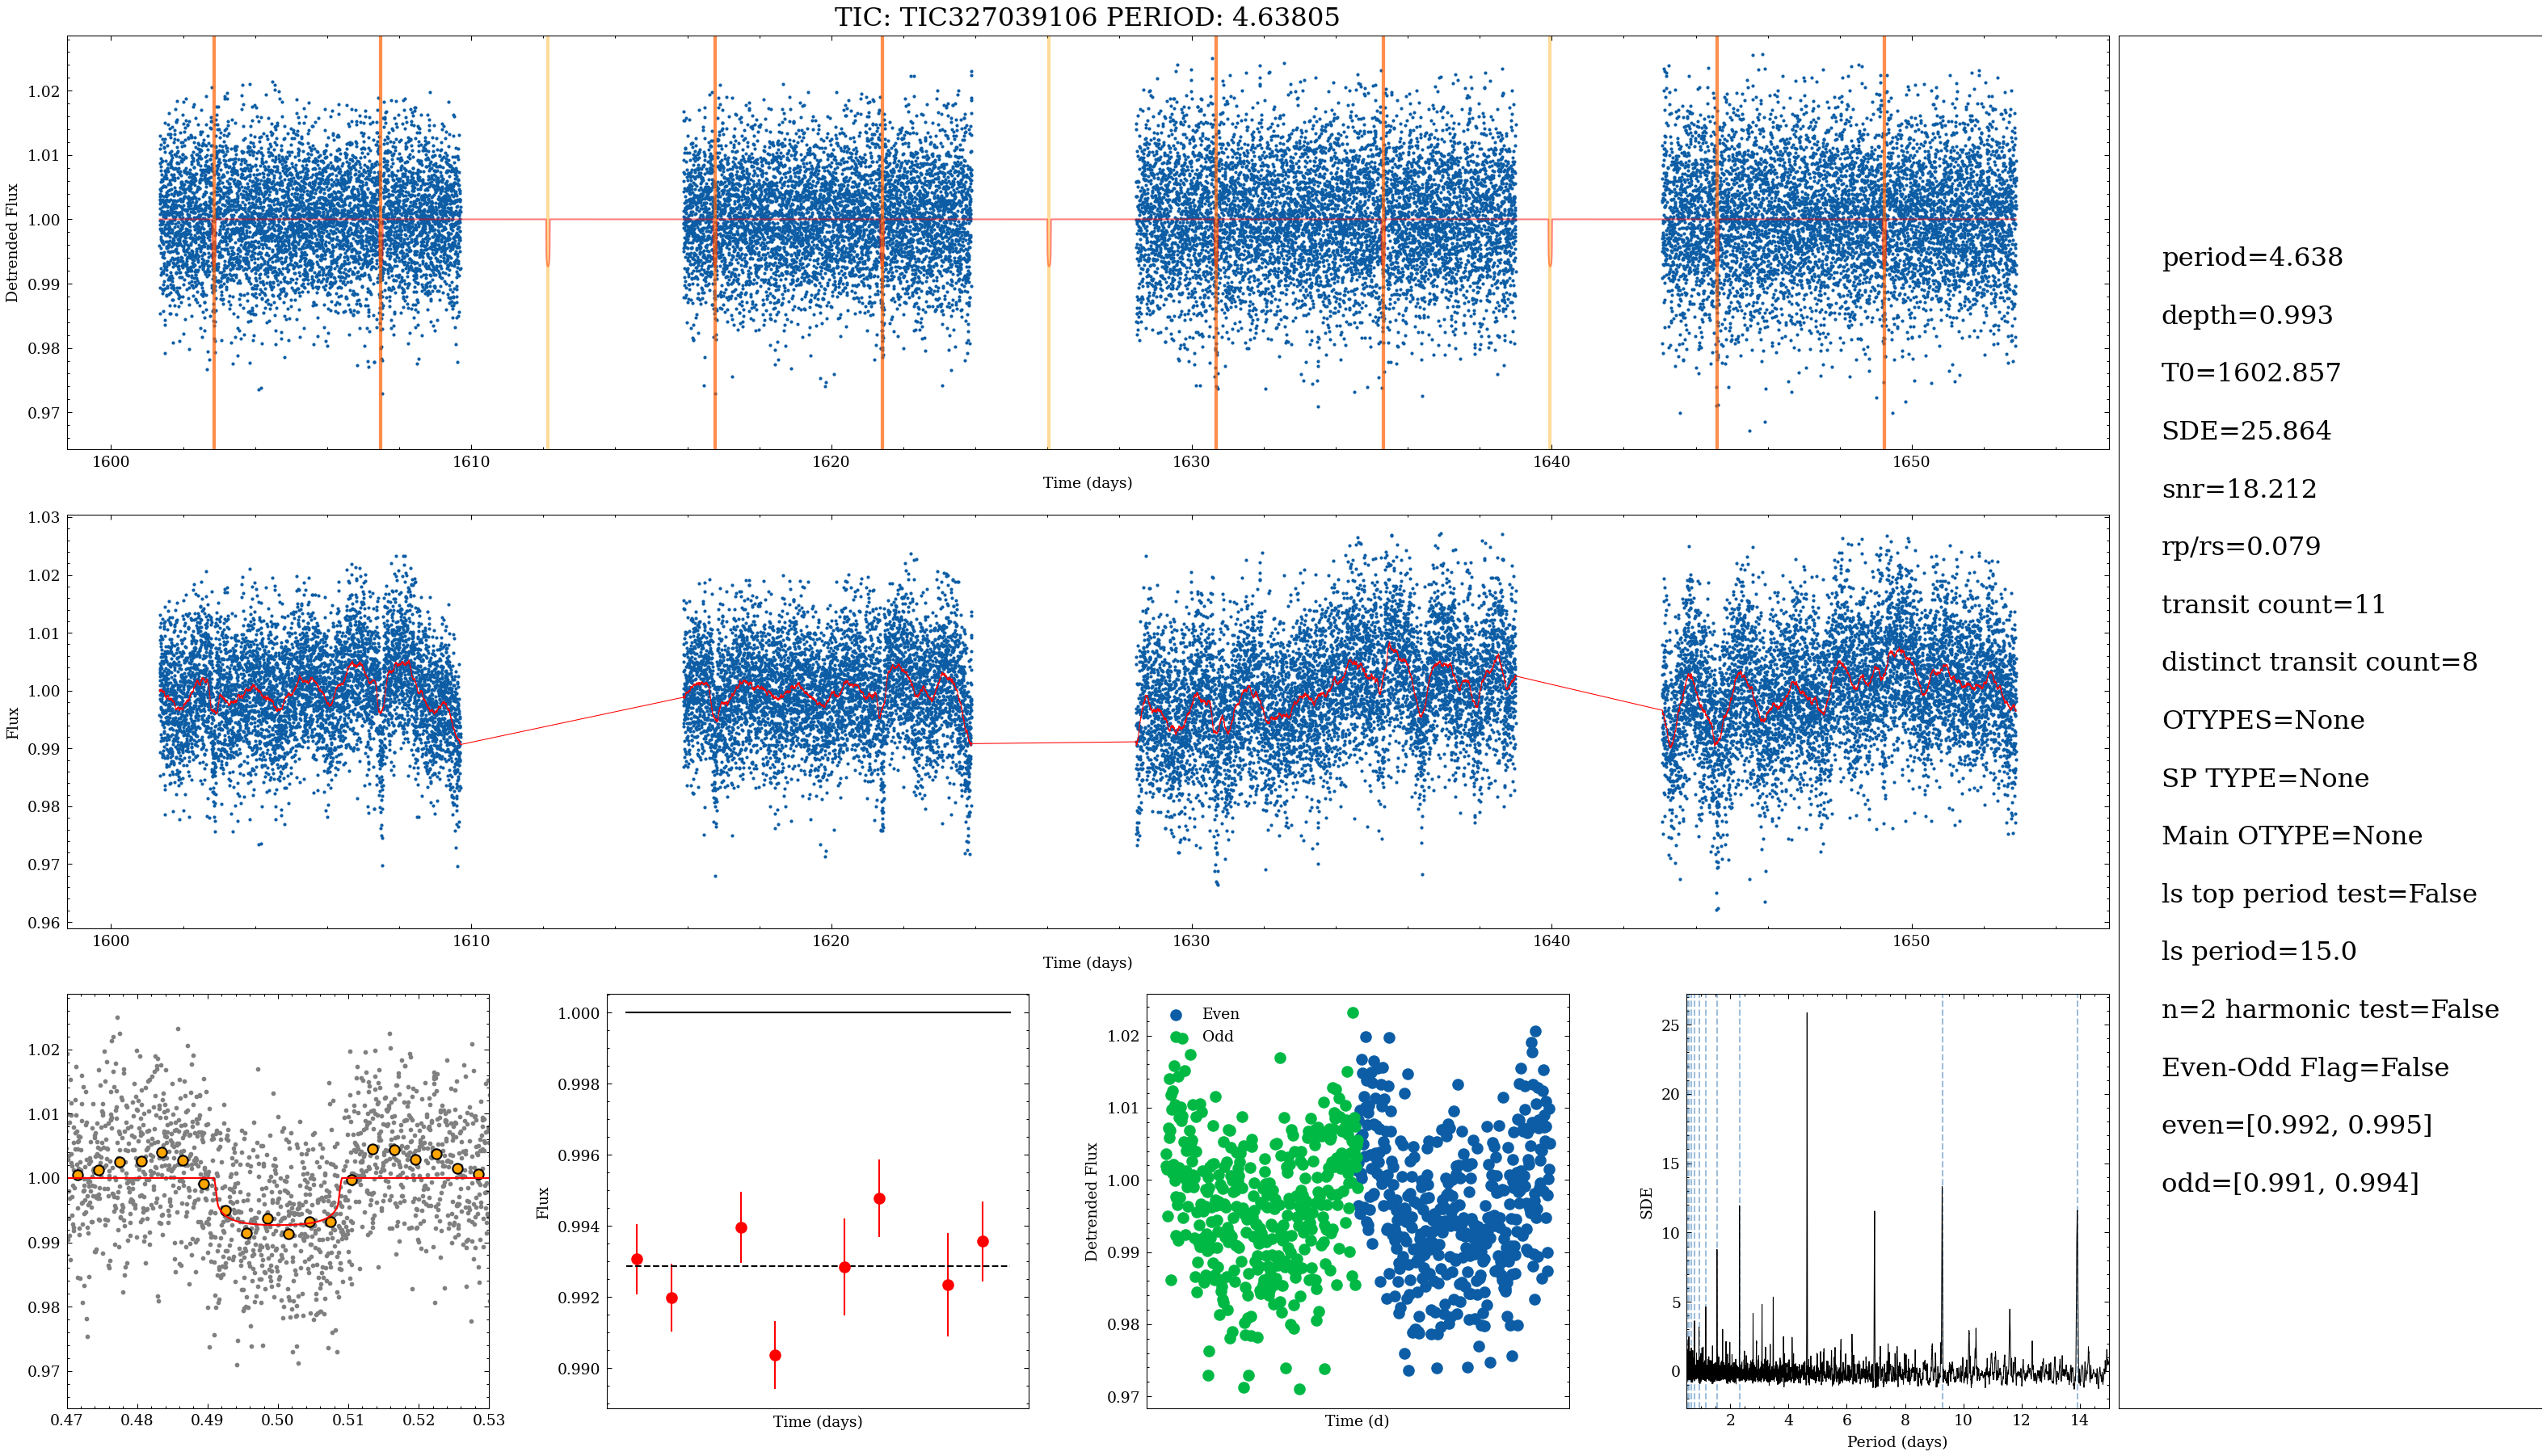 TIC: TIC327039106 PERIOD: 4.63805
Detrended Flux
1.02
1.01
1.00
0.99
0.98
0.97
1600
1610
1620
1630
1640
1650
Time (days)
Flux
1.03
1.02
1.01
1.00
0.99
0.98
0.97
0.96
1600
1610
1620
1630
1640
1650
Time (days)
1.02
1.01
1.00
0.99
0.98
0.97
0.47
0.48
0.49
0.50
0.51
0.52
0.53
Flux
1.000
0.998
0.996
0.994
0.992
0.990
Time (days)
Detrended Flux
1.02
1.01
1.00
0.99
0.98
0.97
Even
Odd
Time (d)
SDE
25
20
15
10
5
0
2
4
6
8
10
12
14
Period (days)
period=4.638
depth=0.993
T0=1602.857
SDE=25.864
snr=18.212
rp/rs=0.079
transit count=11
distinct transit count=8
OTYPES=None
SP TYPE=None
Main OTYPE=None
ls top period test=False
ls period=15.0
n=2 harmonic test=False
Even-Odd Flag=False
even=[0.992, 0.995]
odd=[0.991, 0.994]